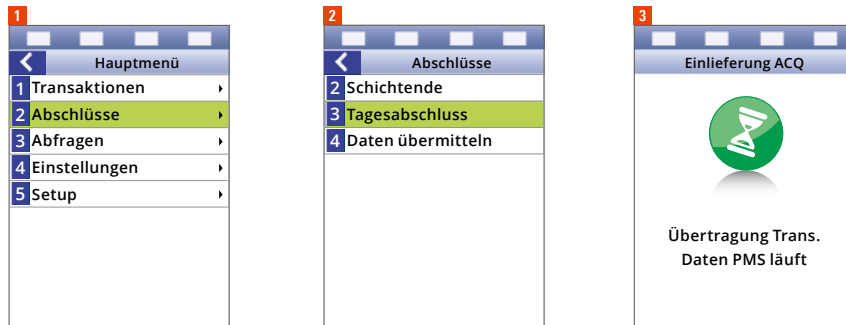 1
Hauptmenü
1 Transaktionen
2 Abschlüsse
3 Abfragen
4 Einstellungen
5 Setup
2
Abschlüsse
2 Schichtende
3 Tagesabschluss
4 Daten übermitteln
3
Einlieferung ACQ
Übertragung Trans.
Daten PMS läuft